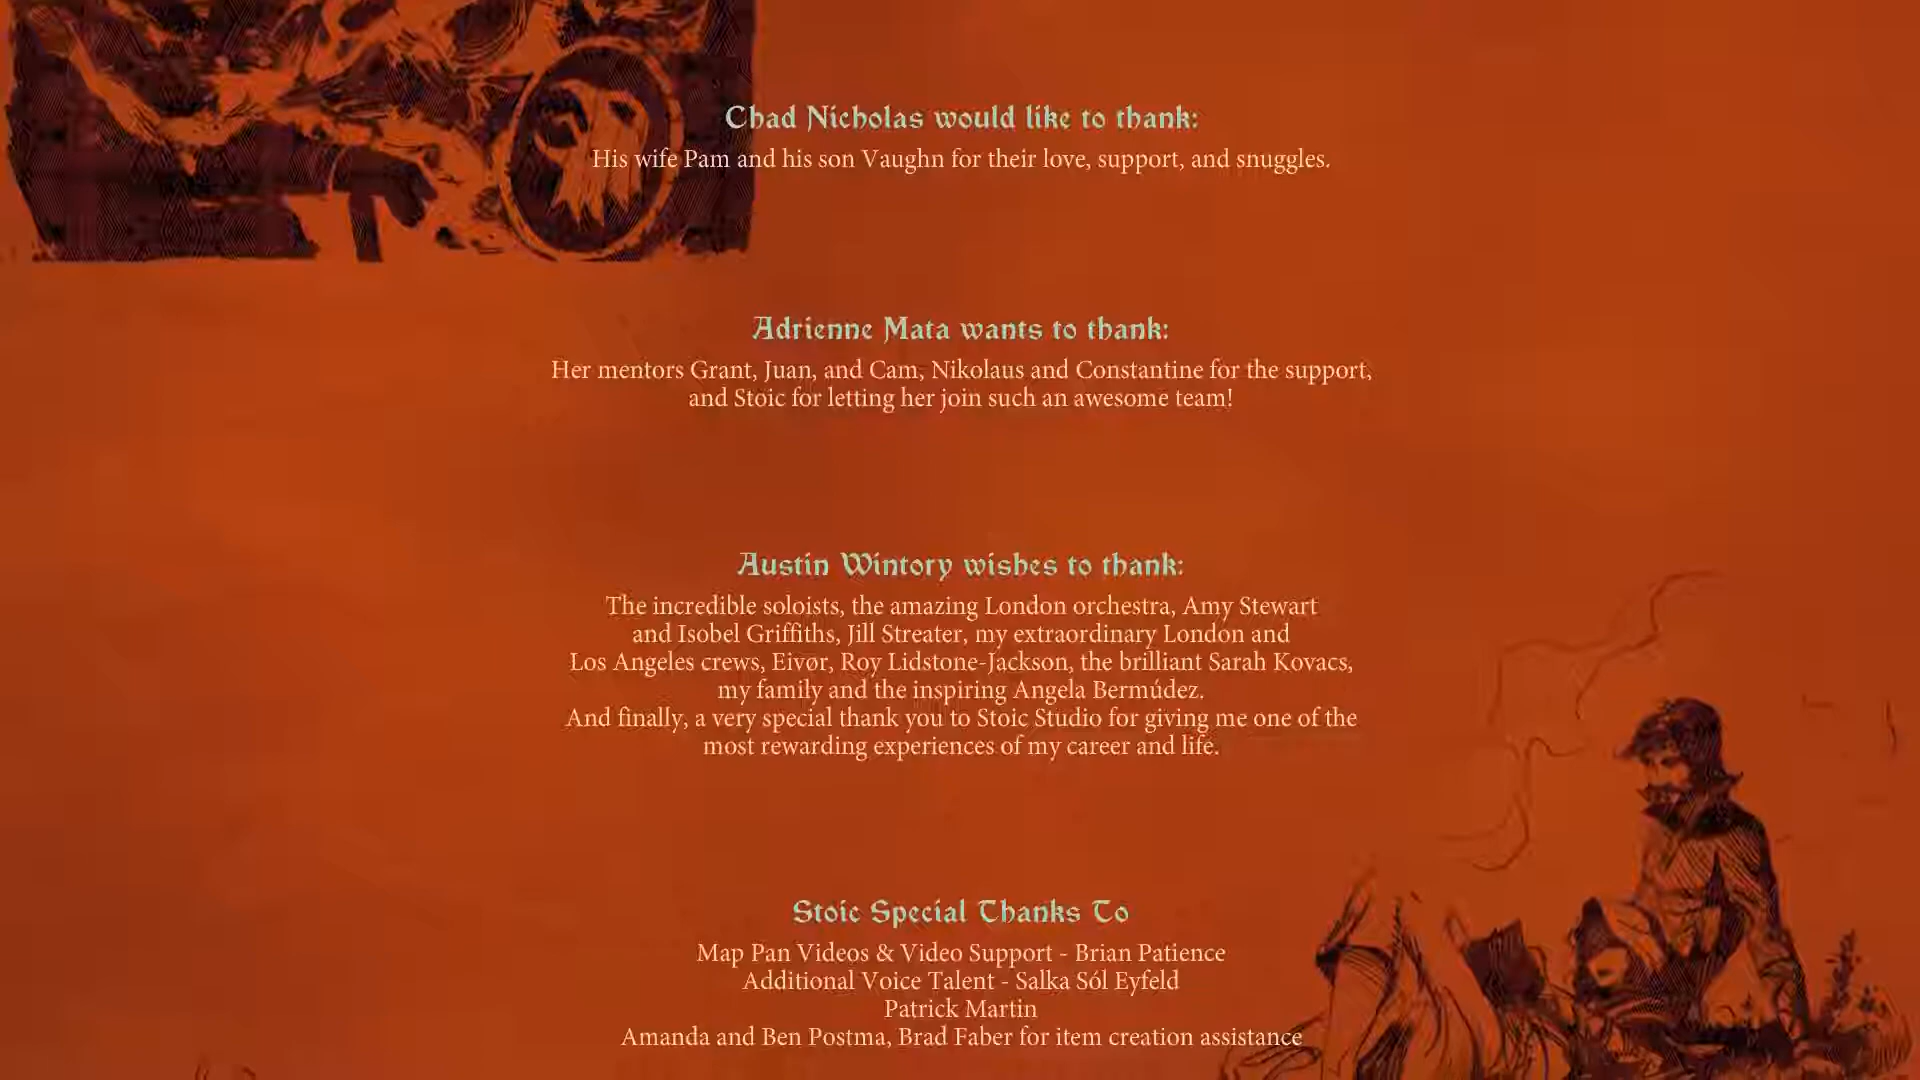 Chad Nicholas would like to thank:
His wife Pam and his son Vaughn for their love, support, and snuggles.
Adrienne Mata wants to thank:
Her mentors Grant, Juan, and Cam, Nikolaus and Constantine for the support,
and Stoic for letting her join such an awesome team!
Austin Wintory wishes to thank:
The incredible soloists, the amazing London orchestra, Amy Stewart
and Isobel Griffiths, Jill Streater, my extraordinary London and
Los Angeles crews, Eivør, Roy Lidstone-Jackson, the brilliant Sarah Kovacs,
my family and the inspiring Angela Bermúdez.
And finally, a very special thank you to Stoic Studio for giving me one of the
most rewarding experiences of my career and life.
Stoic Special Thanks To
Map Pan Videos & Video Support - Brian Patience
Additional Voice Talent - Salka Sól Eyfeld
Patrick Martin
Amanda and Ben Postma, Brad Faber for item creation assistance